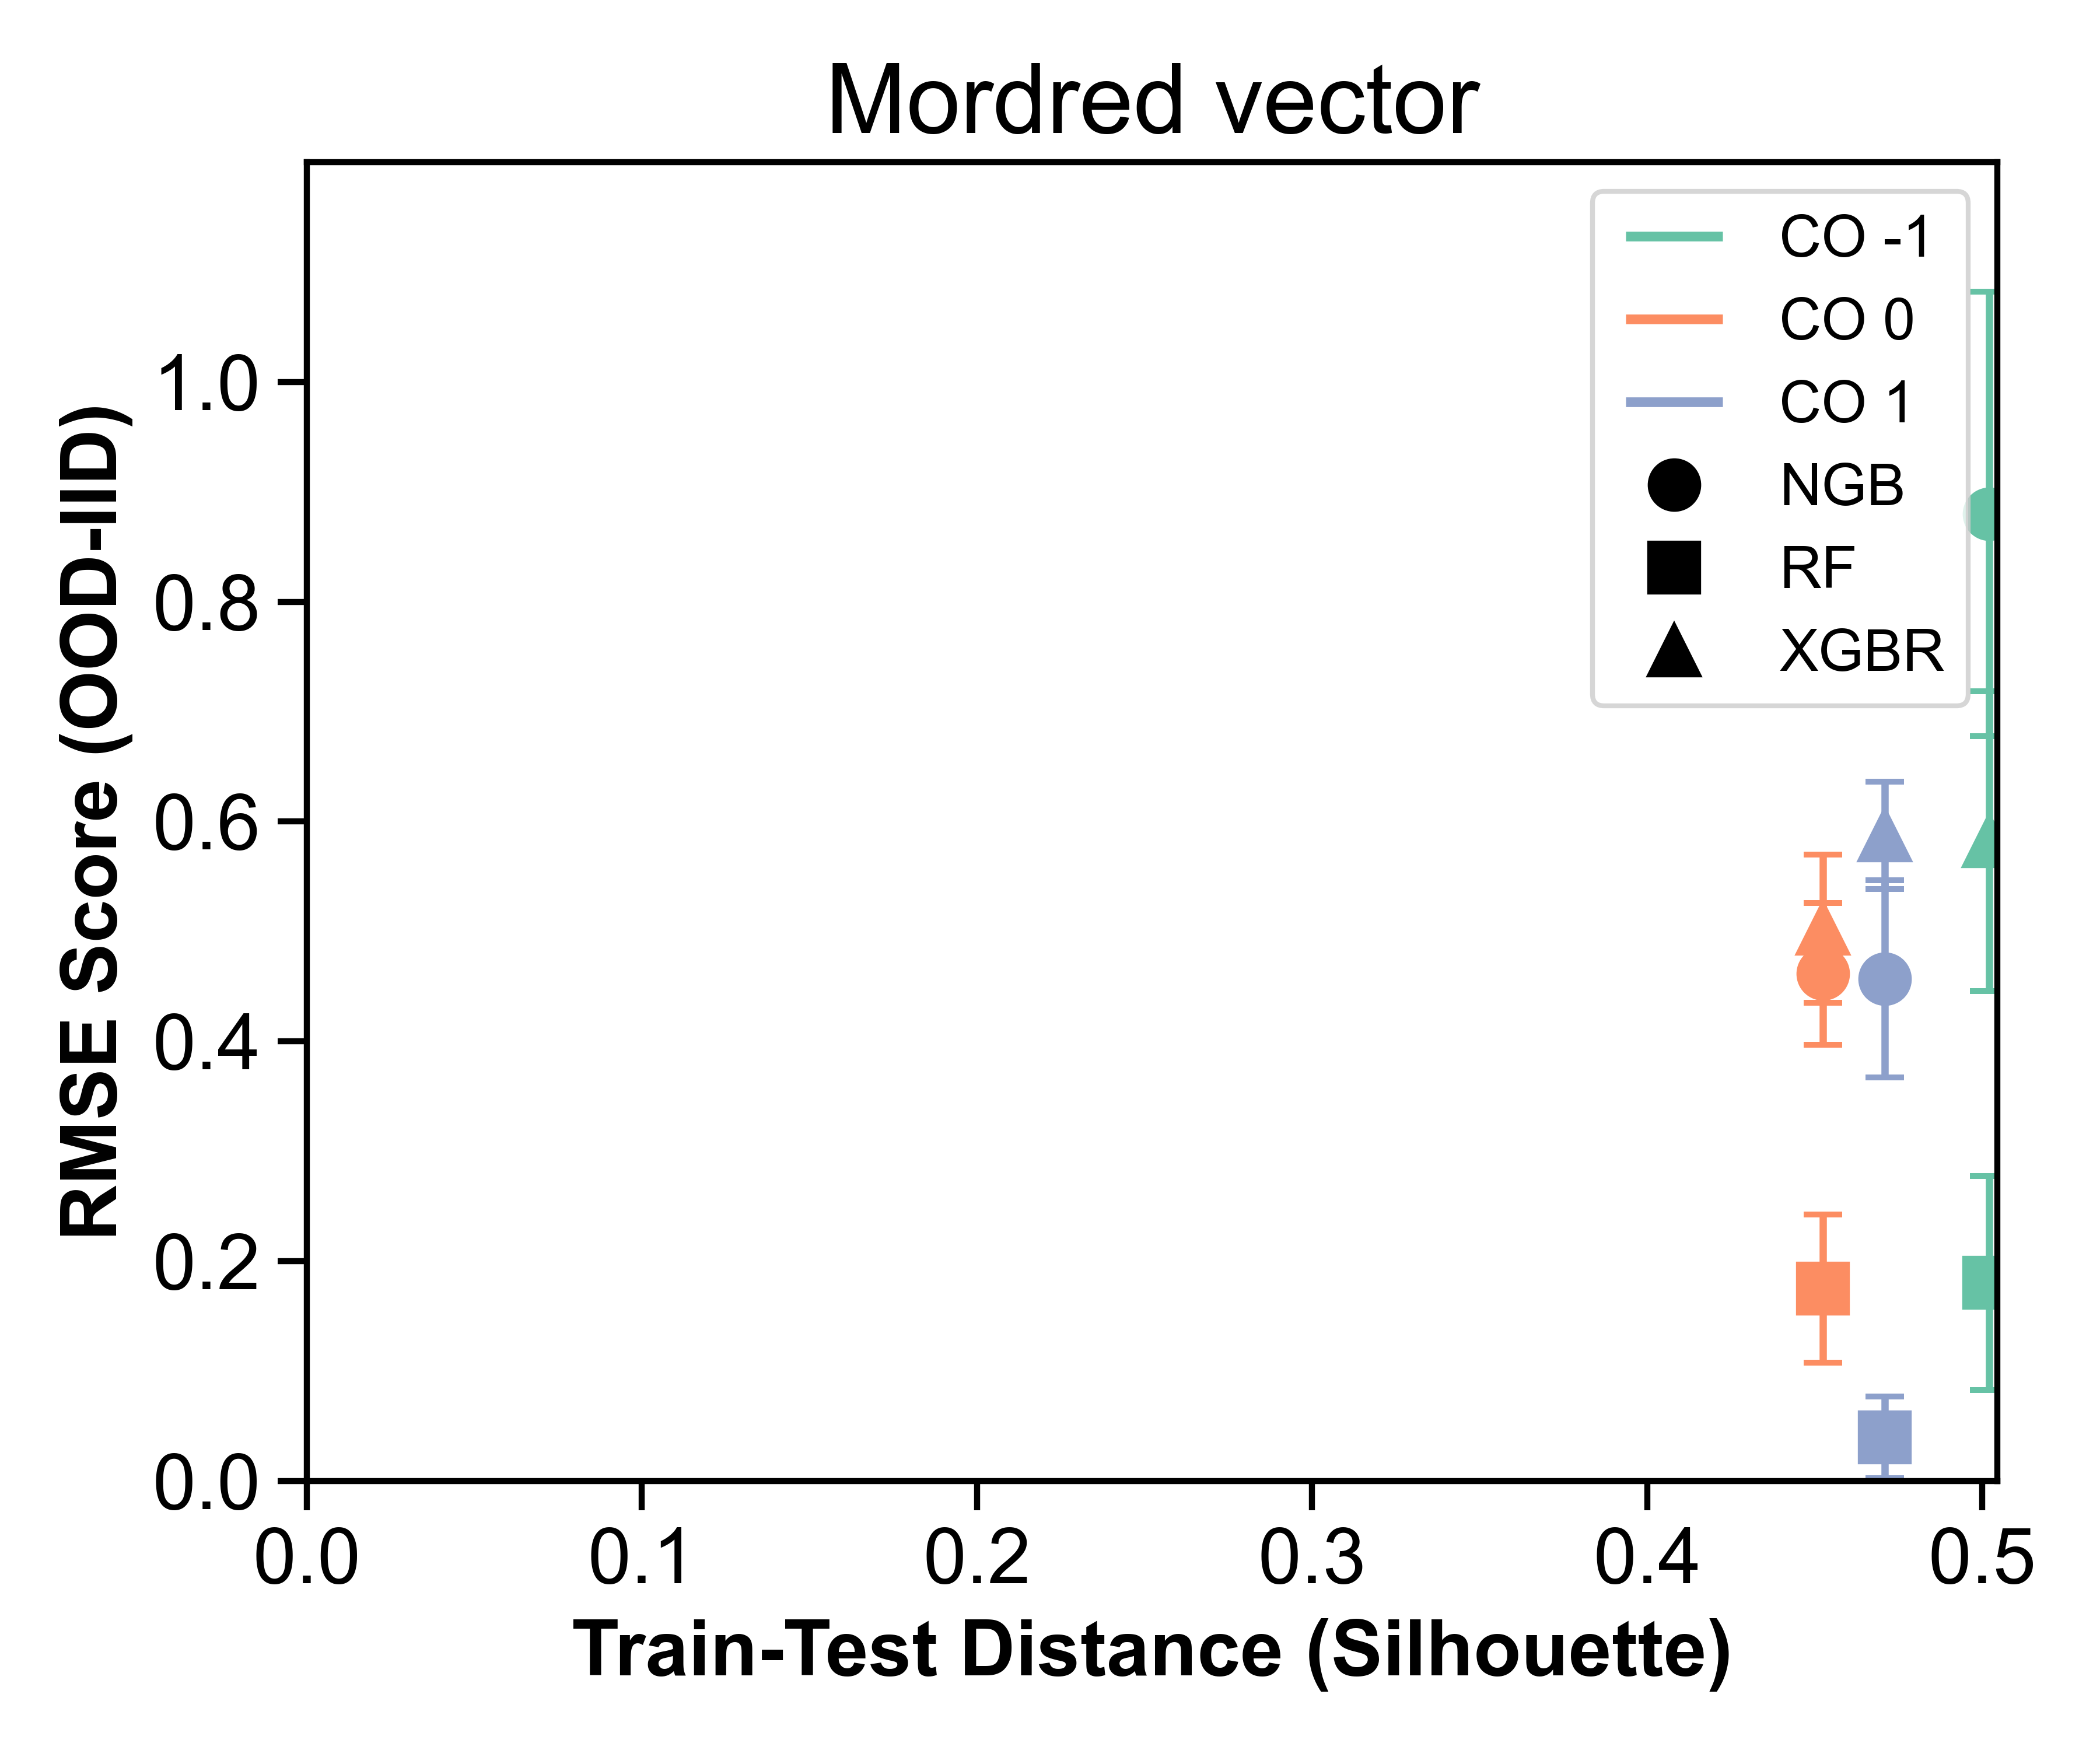 Mordred vector
RMSE Score (OOD-IID)
1.0
0.8
0.6
0.4
0.2
0.0
0.0 0.1 0.2 0.3 0.4 0.5
Train-Test Distance (Silhouette)
CO -1
CO 0
CO 1
NGB
RF
XGBR